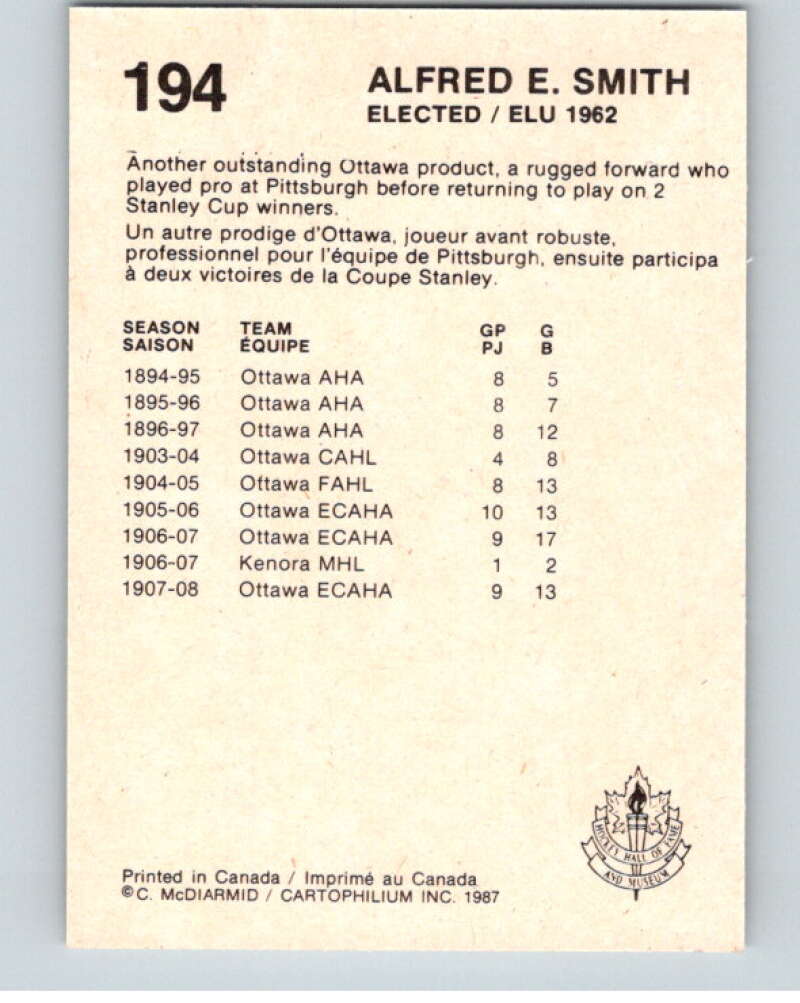 194
ALFRED E. SMITH
ELECTED / ELU 1962
Another outstanding Ottawa product, a rugged forward who
played pro at Pittsburgh before returning to play on 2
Stanley Cup winners.
Un autre prodige d'Ottawa, joueur avant robuste,
professionnel pour l'équipe de Pittsburgh, ensuite participa
à deux victoires de la Coupe Stanley.
SEASON TEAM GP G
SAISON ÉQUIPE PJ B
1894-95 Ottawa AHA 8 5
1895-96 Ottawa AHA 8 7
1896-97 Ottawa AHA 8 12
1903-04 Ottawa CAHL 4 8
1904-05 Ottawa FAHL 8 13
1905-06 Ottawa ECAHA 10 13
1906-07 Ottawa ECAHA 9 17
1906-07 Kenora MHL 1 2
1907-08 Ottawa ECAHA 9 13
HOCKEY HALL OF FAME
AND MUSEUM
Printed in Canada / Imprimé au Canada
©C. McDIARMID / CARTOPHILIUM INC. 1987